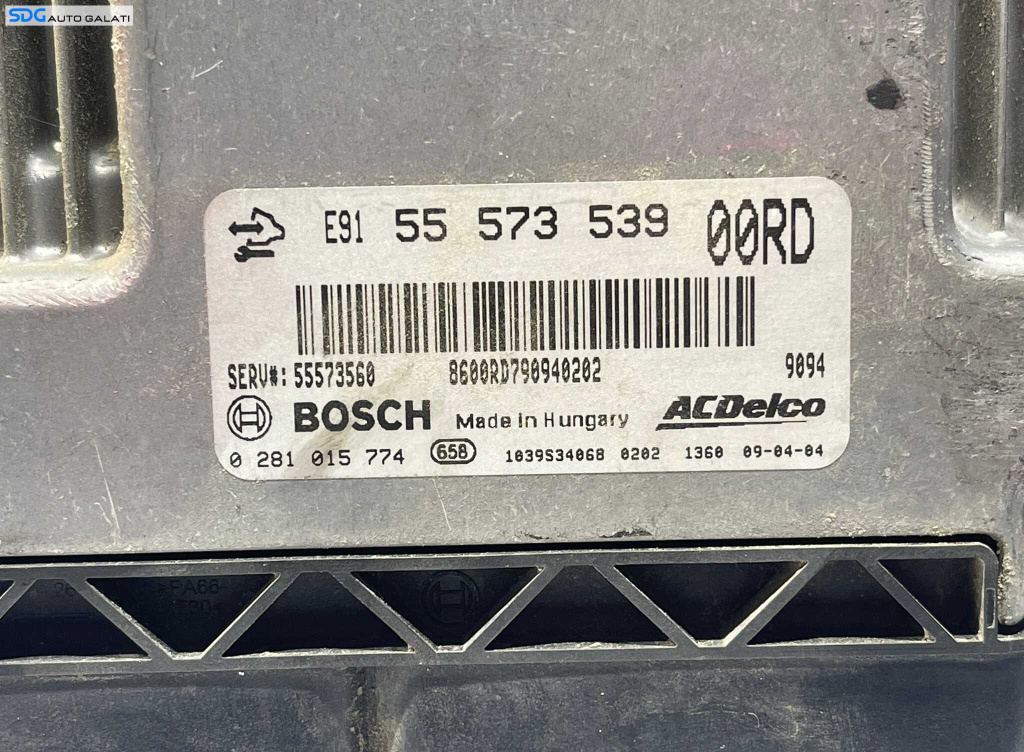 SDG AUTO GALATI
E91 55 573 539 00RD
SERV#: 55573560 8600RD790940202 9094
BOSCH Made in Hungary ACDelco
0 281 015 774 658 1039S34068 0202 1360 09-04-04
PA66-